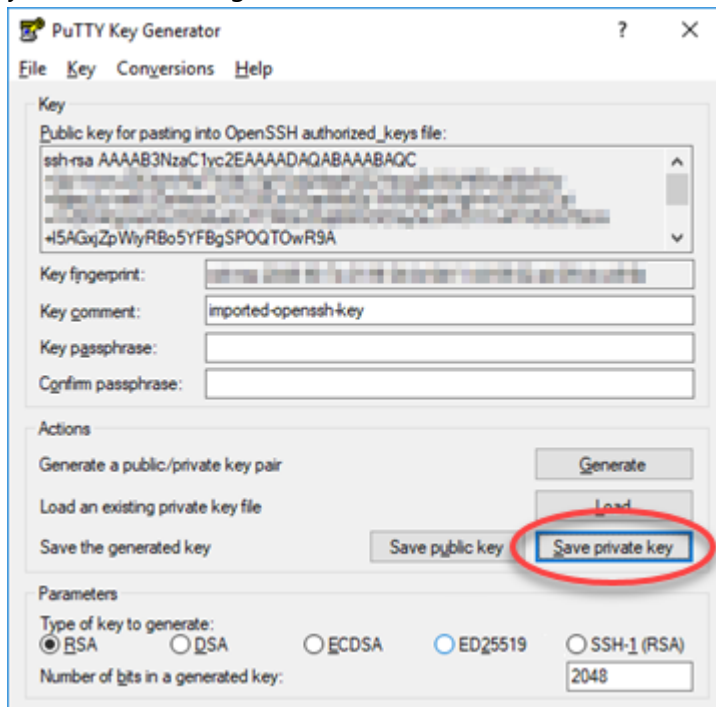 PuTTY Key Generator ? ×
File Key Conversions Help
Key
Public key for pasting into OpenSSH authorized_keys file:
ssh-rsa AAAAB3NzaC1yc2EAAAADAQABAAABAQC
+I5AGxjZpWiyRBo5YFBgSPOQTOwR9A
Key fingerprint:
Key comment: imported-openssh-key
Key passphrase:
Confirm passphrase:
Actions
Generate a public/private key pair Generate
Load an existing private key file Load
Save the generated key Save public key Save private key
Parameters
Type of key to generate:
RSA DSA ECDSA ED25519 SSH-1 (RSA)
Number of bits in a generated key: 2048